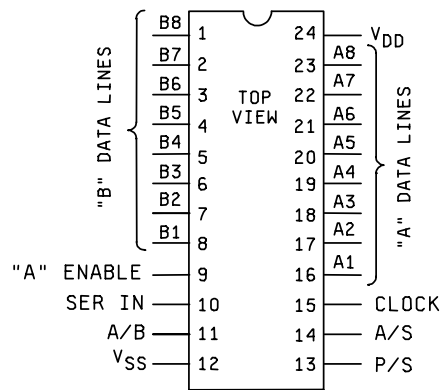 B8 1 24 VDD
B7 2 23 A8
B6 3 22 A7
B5 4 21 A6
B4 5 20 A5
B3 6 19 A4
B2 7 18 A3
B1 8 17 A2
"A" ENABLE 9 16 A1
SER IN 10 15 CLOCK
A/B 11 14 A/S
VSS 12 13 P/S
TOP
VIEW
"B" DATA LINES
"A" DATA LINES